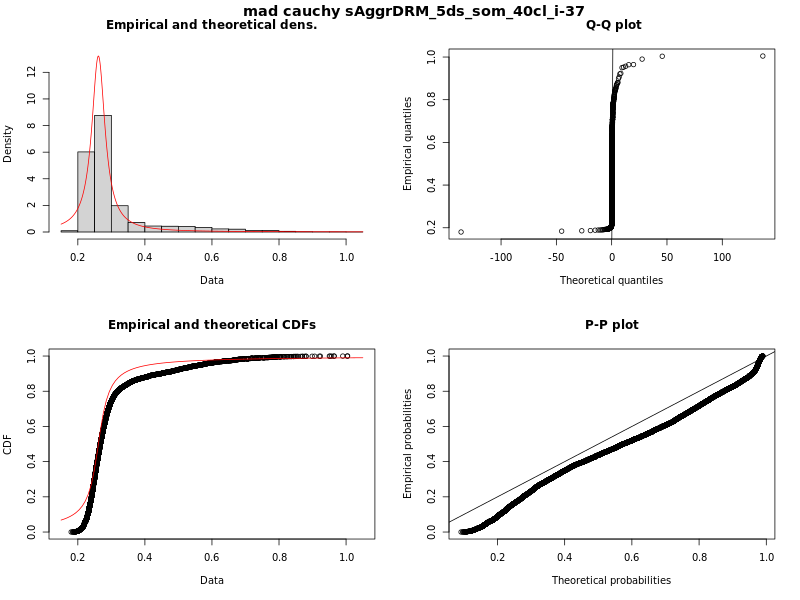 mad cauchy sAggrDRM_5ds_som_40cl_i-37
Empirical and theoretical dens.
Density
0 2 4 6 8 10 12
0.2 0.4 0.6 0.8 1.0
Data
Q-Q plot
Empirical quantiles
0.2 0.4 0.6 0.8 1.0
-100 -50 0 50 100
Theoretical quantiles
Empirical and theoretical CDFs
CDF
0.0 0.2 0.4 0.6 0.8 1.0
0.2 0.4 0.6 0.8 1.0
Data
P-P plot
Empirical probabilities
0.0 0.2 0.4 0.6 0.8 1.0
0.2 0.4 0.6 0.8 1.0
Theoretical probabilities